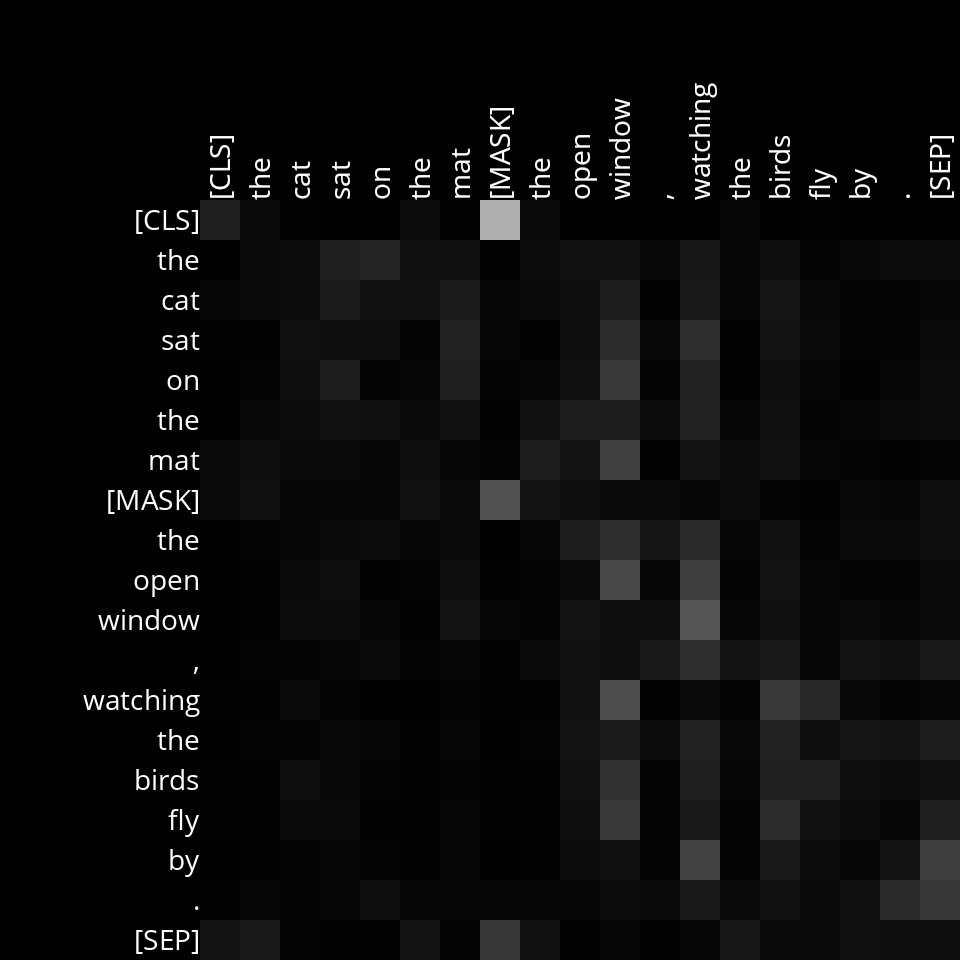 [CLS] the cat sat on the mat [MASK] the open window , watching the birds fly by . [SEP]
[CLS]
the
cat
sat
on
the
mat
[MASK]
the
open
window
,
watching
the
birds
fly
by
.
[SEP]